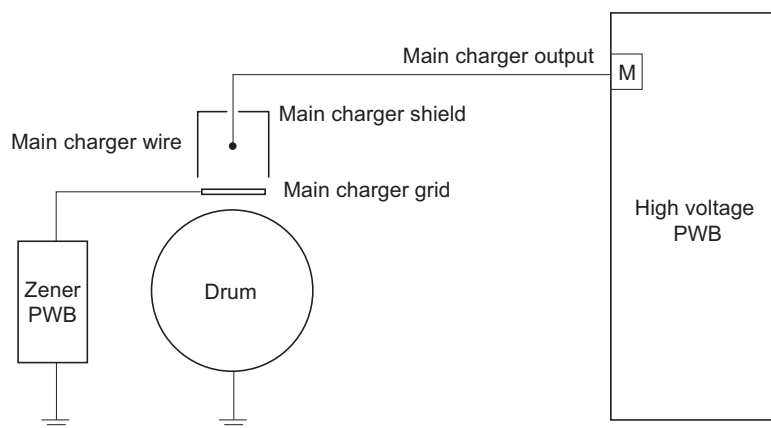 Main charger output
M
Main charger shield
Main charger wire
Main charger grid
High voltage
PWB
Zener
PWB
Drum